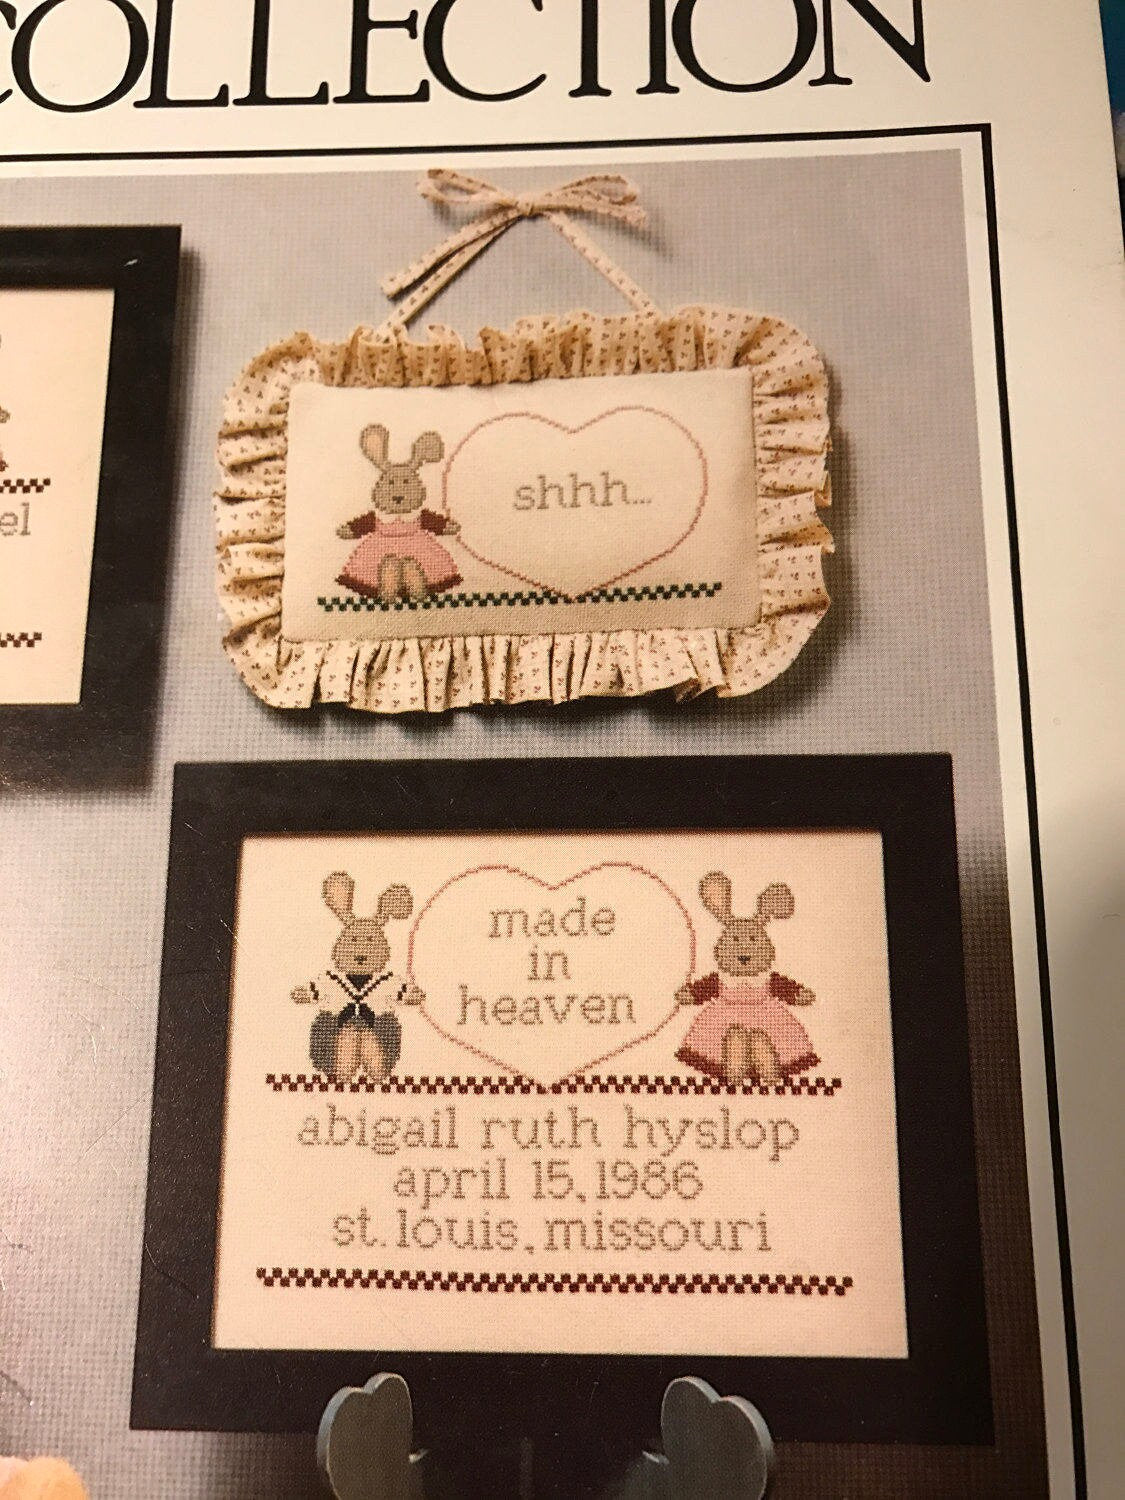 COLLECTION
shhh...
el
made
in
heaven
abigail ruth hyslop
april 15, 1986
st. louis, missouri